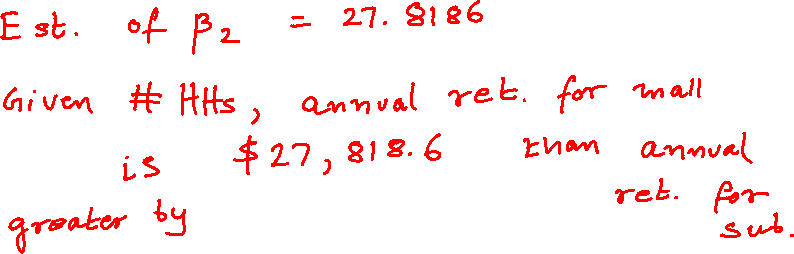 Est. of β₂ = 27.8186
Given # HHs, annual ret. for mall
is $27,818.6 than annual
greater by ret. for
sub.